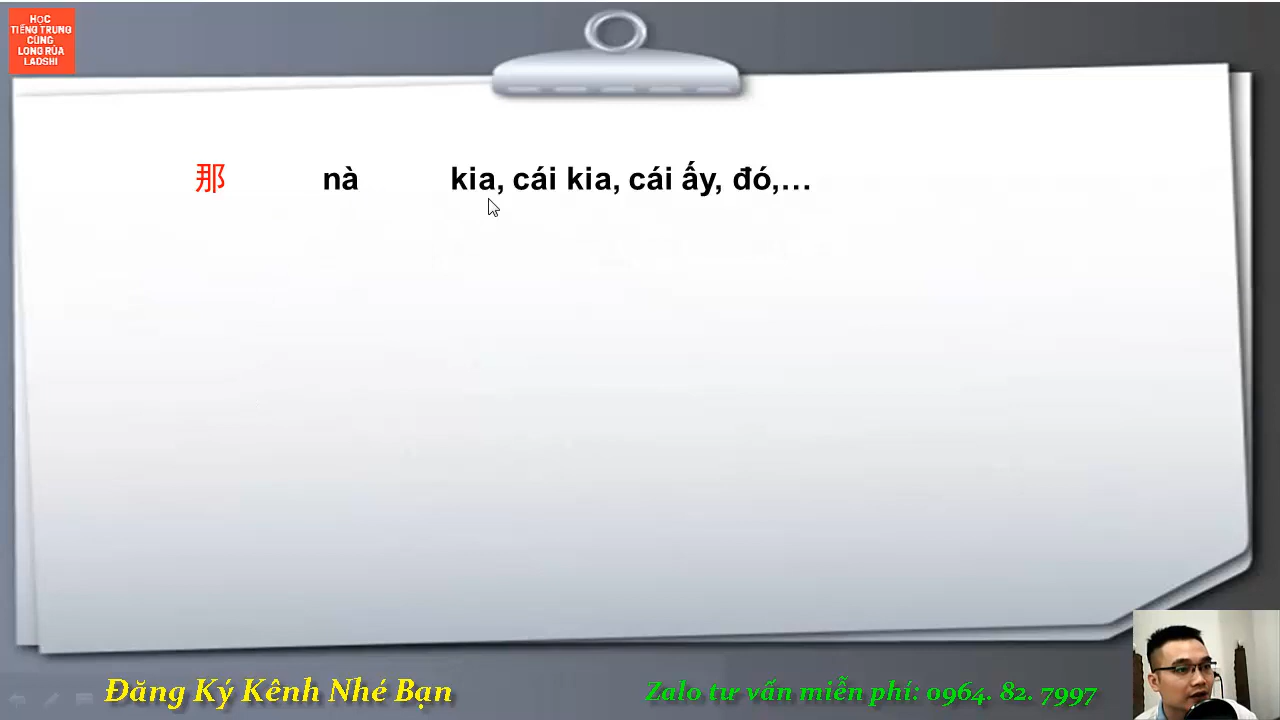 HỌC
TIẾNG TRUNG
CÙNG
LONG RÙA
LAOSHI
那 nà kia, cái kia, cái ấy, đó,…
Đăng Ký Kênh Nhé Bạn
Zalo tư vấn miễn phí: 0964. 82. 7997